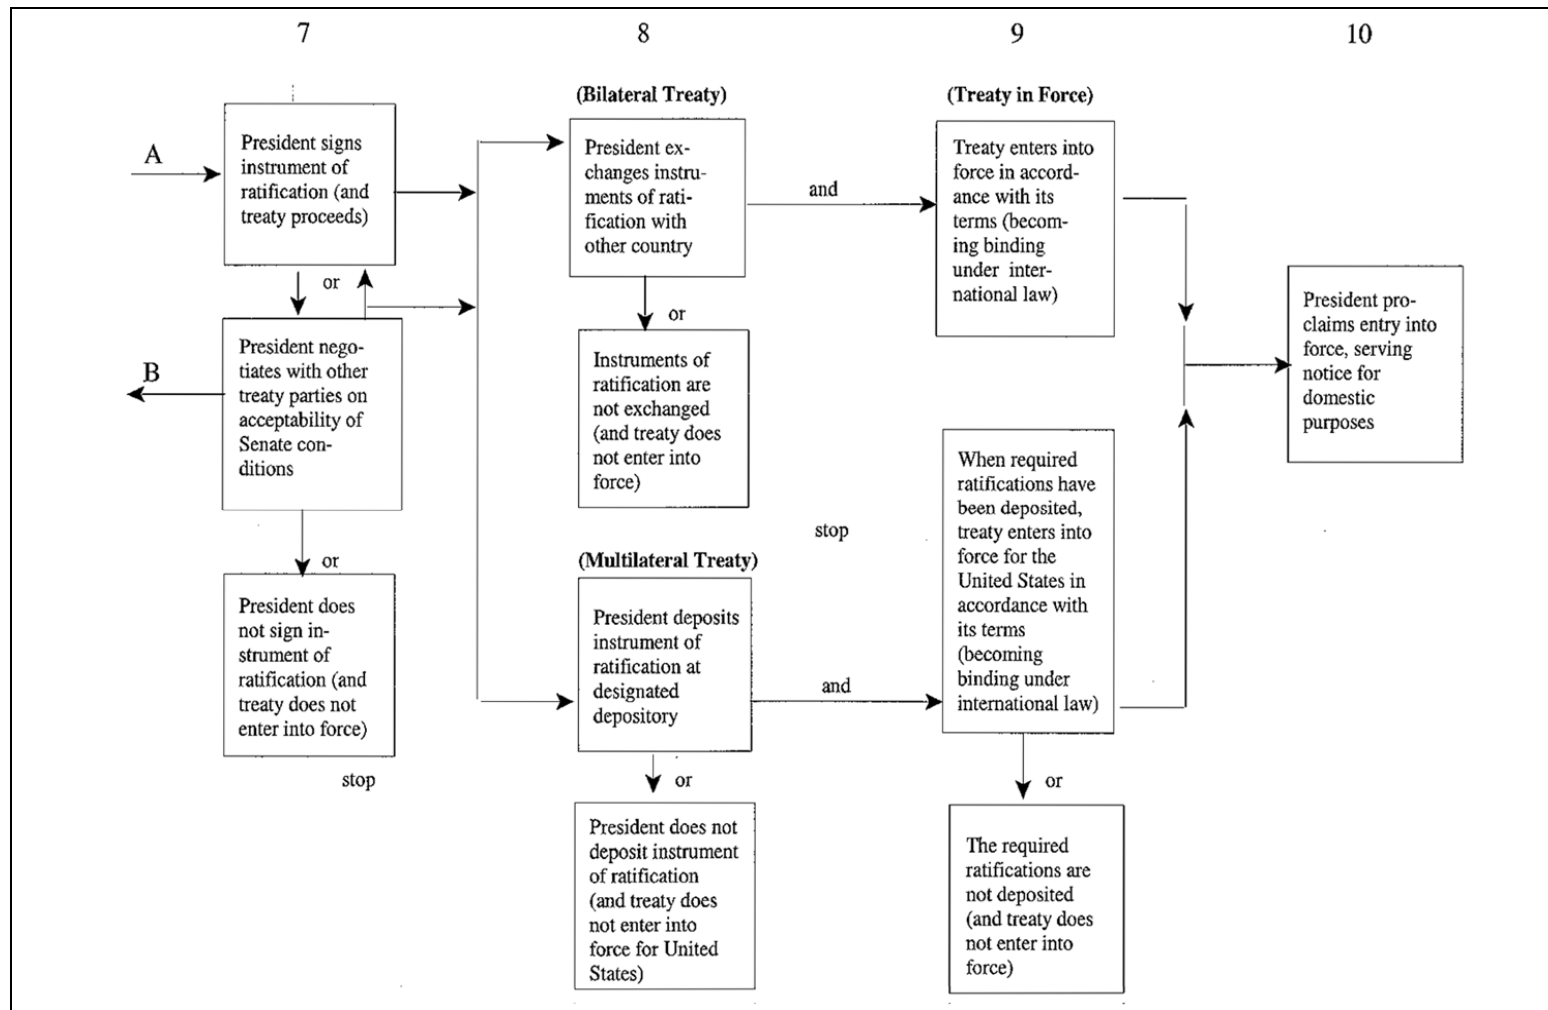 7
8
9
10
A
President signs
instrument of
ratification (and
treaty proceeds)
or
B
President nego-
tiates with other
treaty parties on
acceptability of
Senate con-
ditions
or
President does
not sign in-
strument of
ratification (and
treaty does not
enter into force)
stop
(Bilateral Treaty)
President ex-
changes instru-
ments of rati-
fication with
other country
and
or
Instruments of
ratification are
not exchanged
(and treaty does
not enter into
force)
stop
(Multilateral Treaty)
President deposits
instrument of
ratification at
designated
depository
and
or
President does not
deposit instrument
of ratification
(and treaty does
not enter into
force for United
States)
(Treaty in Force)
Treaty enters into
force in accord-
ance with its
terms (becom-
ing binding
under inter-
national law)
When required
ratifications have
been deposited,
treaty enters into
force for the
United States in
accordance with
its terms
(becoming
binding under
international law)
or
The required
ratifications are
not deposited
(and treaty does
not enter into
force)
President pro-
claims entry into
force, serving
notice for
domestic
purposes